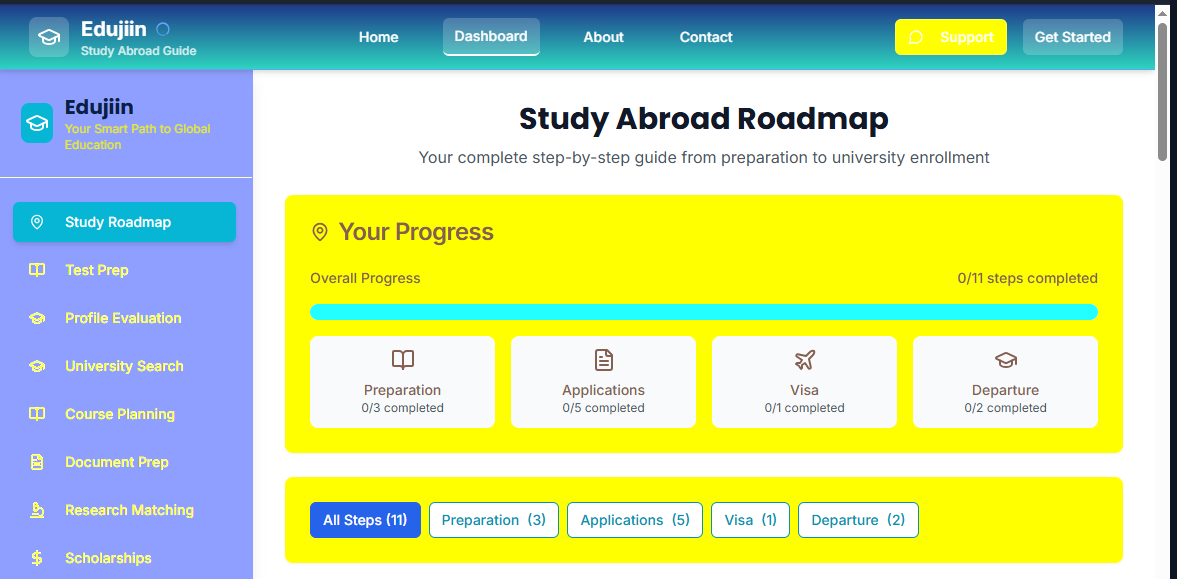 Edujiin
Study Abroad Guide
Home
Dashboard
About
Contact
Support
Get Started
Edujiin
Your Smart Path to Global
Education
Study Roadmap
Test Prep
Profile Evaluation
University Search
Course Planning
Document Prep
Research Matching
Scholarships
Study Abroad Roadmap
Your complete step-by-step guide from preparation to university enrollment
Your Progress
Overall Progress
0/11 steps completed
Preparation
0/3 completed
Applications
0/5 completed
Visa
0/1 completed
Departure
0/2 completed
All Steps (11)
Preparation (3)
Applications (5)
Visa (1)
Departure (2)